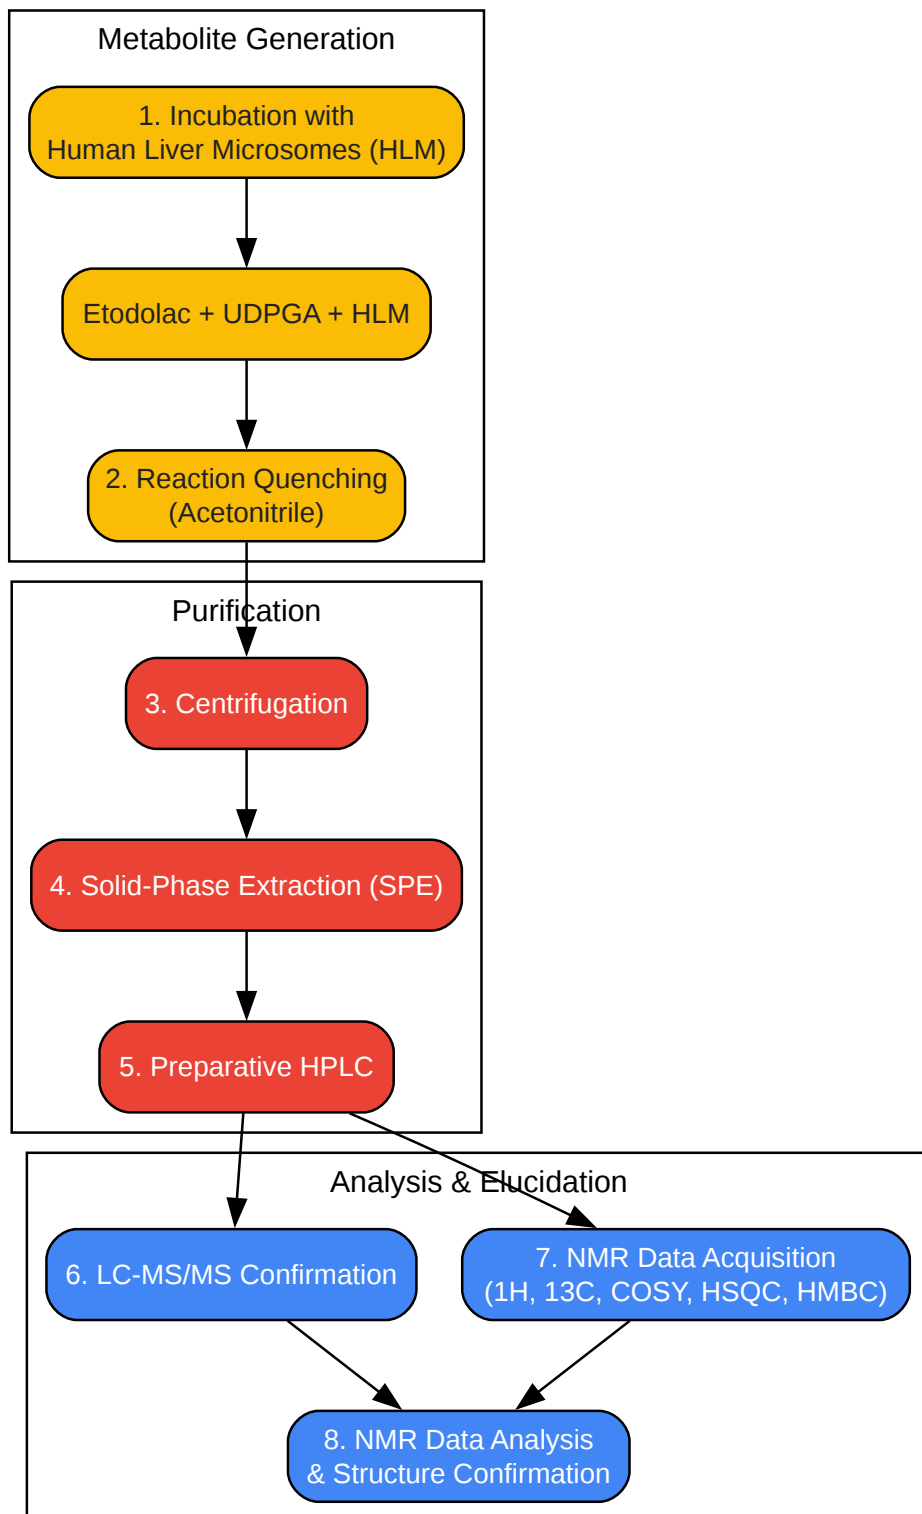 Metabolite Generation
1. Incubation with
Human Liver Microsomes (HLM)
Etodolac + UDPGA + HLM
2. Reaction Quenching
(Acetonitrile)
Purification
3. Centrifugation
4. Solid-Phase Extraction (SPE)
5. Preparative HPLC
Analysis & Elucidation
6. LC-MS/MS Confirmation
7. NMR Data Acquisition
(1H, 13C, COSY, HSQC, HMBC)
8. NMR Data Analysis
& Structure Confirmation